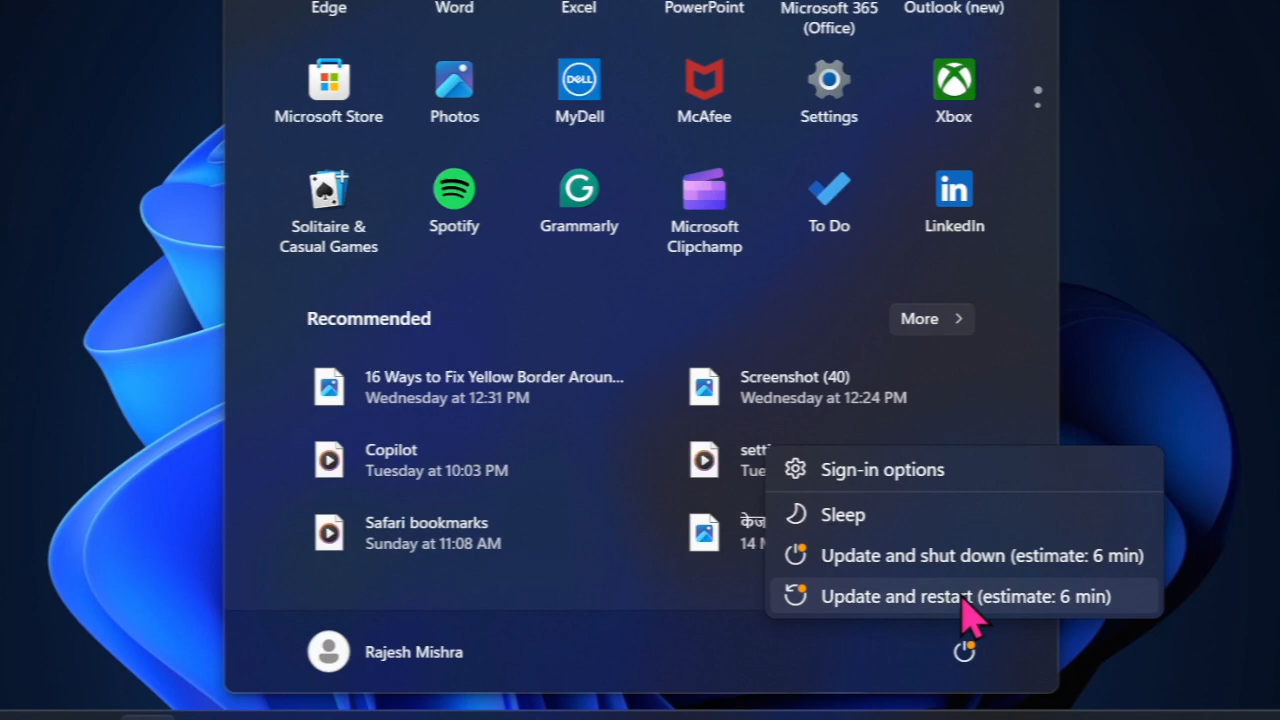 Edge
Word
Excel
PowerPoint
Microsoft 365
(Office)
Outlook (new)
Microsoft Store
Photos
DELL
MyDell
McAfee
Settings
Xbox
Solitaire &
Casual Games
Spotify
G
Grammarly
Microsoft
Clipchamp
To Do
in
LinkedIn
Recommended
More
16 Ways to Fix Yellow Border Aroun...
Wednesday at 12:31 PM
Screenshot (40)
Wednesday at 12:24 PM
Copilot
Tuesday at 10:03 PM
Safari bookmarks
Sunday at 11:08 AM
Sign-in options
Sleep
Update and shut down (estimate: 6 min)
Update and restart (estimate: 6 min)
Rajesh Mishra